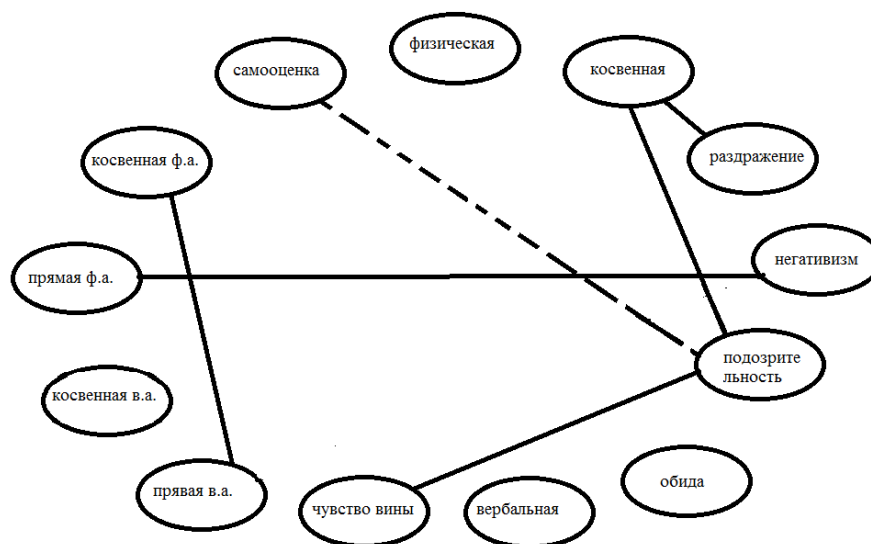 физическая
самооценка
косвенная
раздражение
косвенная ф.а.
негативизм
прямая ф.а.
подозрите
льность
косвенная в.а.
обида
прявая в.а.
чувство вины
вербальная